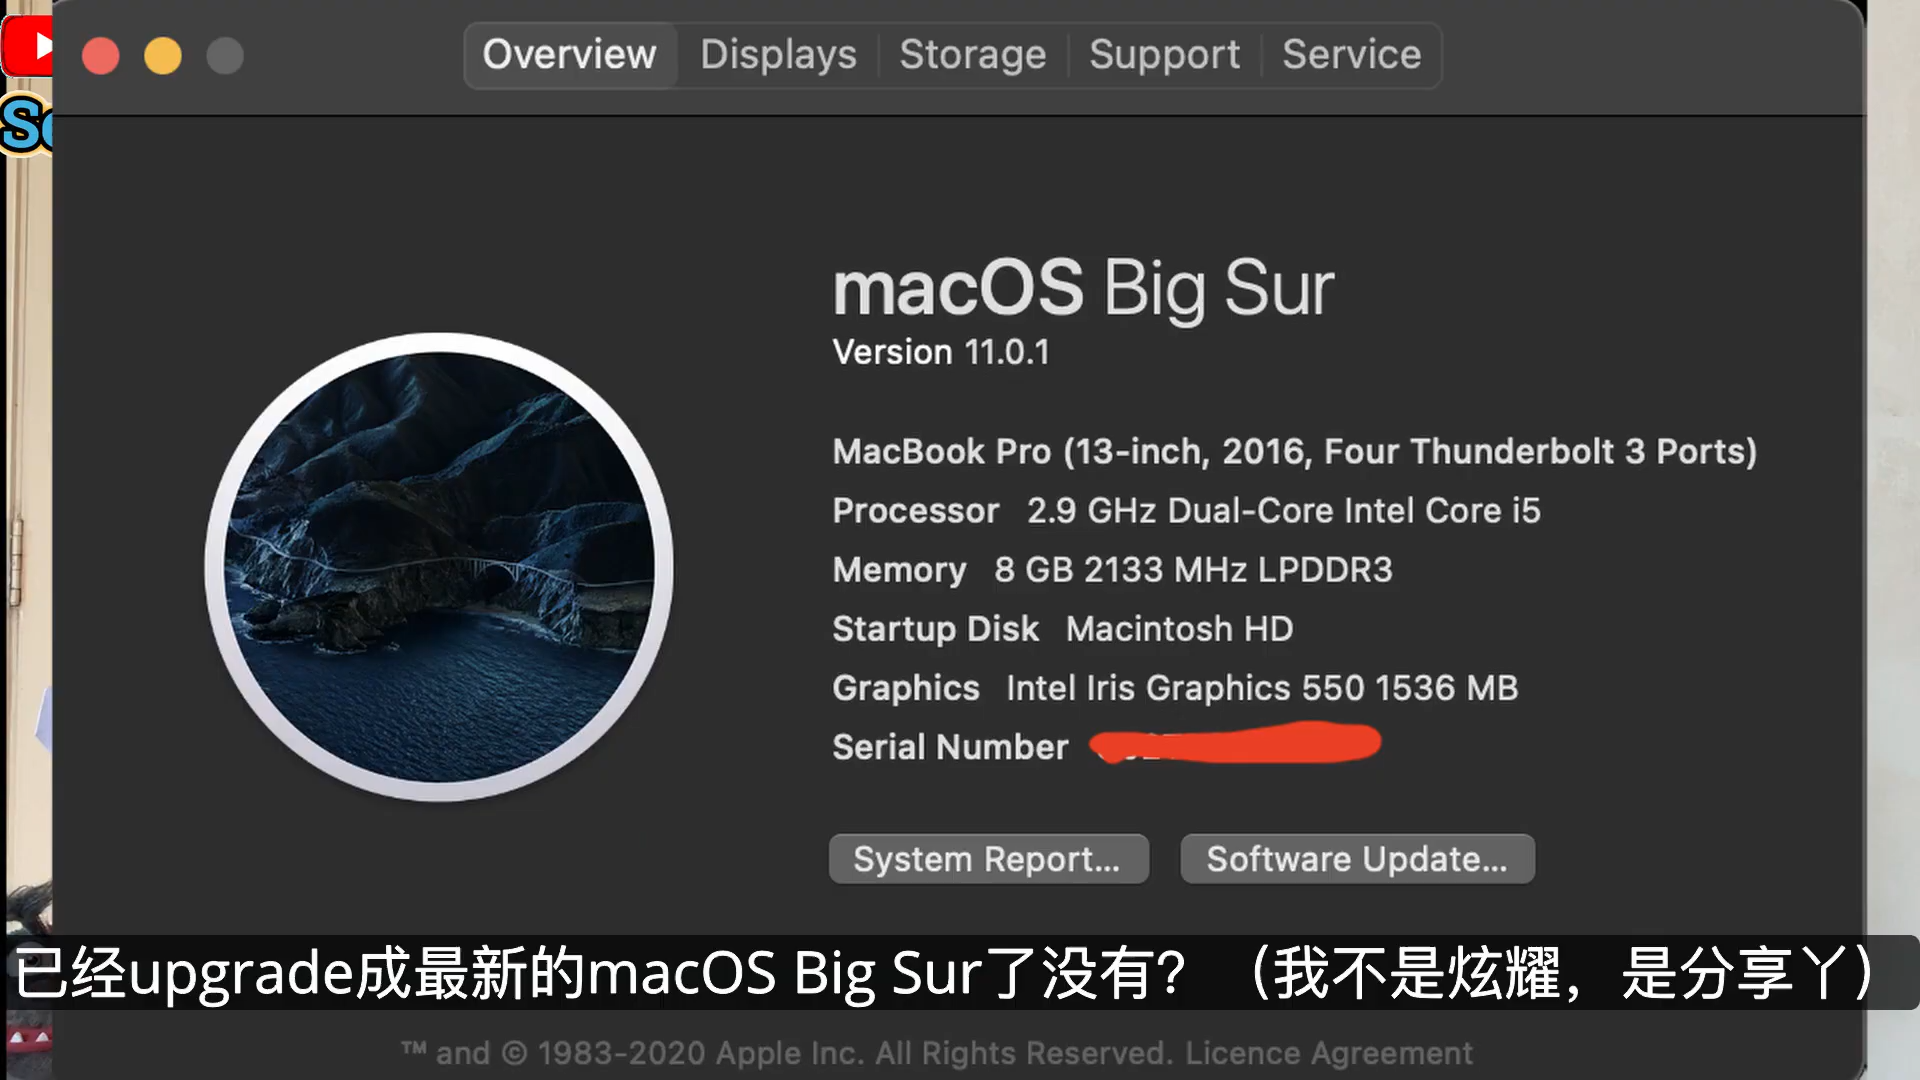 Overview Displays Storage Support Service
macOS Big Sur
Version 11.0.1
MacBook Pro (13-inch, 2016, Four Thunderbolt 3 Ports)
Processor 2.9 GHz Dual-Core Intel Core i5
Memory 8 GB 2133 MHz LPDDR3
Startup Disk Macintosh HD
Graphics Intel Iris Graphics 550 1536 MB
Serial Number
System Report... Software Update...
已经upgrade成最新的macOS Big Sur了没有？（我不是炫耀，是分享丫）
™ and © 1983-2020 Apple Inc. All Rights Reserved. Licence Agreement